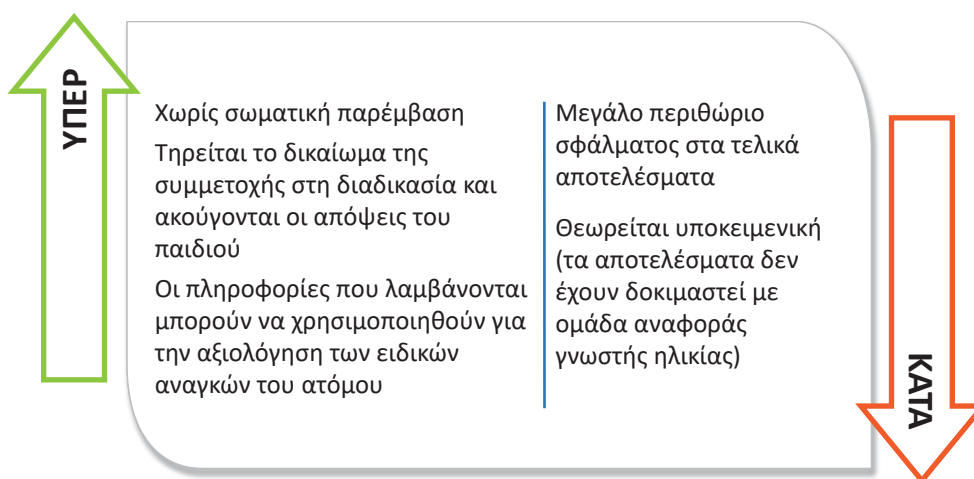 ΥΠΕΡ
Χωρίς σωματική παρέμβαση
Τηρείται το δικαίωμα της
συμμετοχής στη διαδικασία και
ακούγονται οι απόψεις του
παιδιού
Οι πληροφορίες που λαμβάνονται
μπορούν να χρησιμοποιηθούν για
την αξιολόγηση των ειδικών
αναγκών του ατόμου
Μεγάλο περιθώριο
σφάλματος στα τελικά
αποτελέσματα
Θεωρείται υποκειμενική
(τα αποτελέσματα δεν
έχουν δοκιμαστεί με
ομάδα αναφοράς
γνωστής ηλικίας)
ΚΑΤΑ